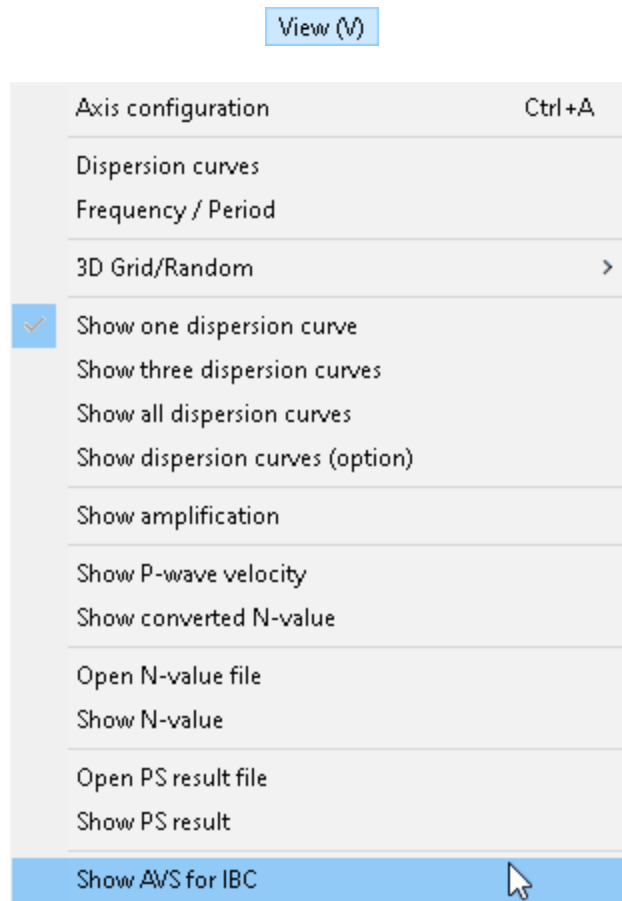 View (V)
Axis configuration Ctrl+A
Dispersion curves
Frequency / Period
3D Grid/Random
Show one dispersion curve
Show three dispersion curves
Show all dispersion curves
Show dispersion curves (option)
Show amplification
Show P-wave velocity
Show converted N-value
Open N-value file
Show N-value
Open PS result file
Show PS result
Show AVS for IBC